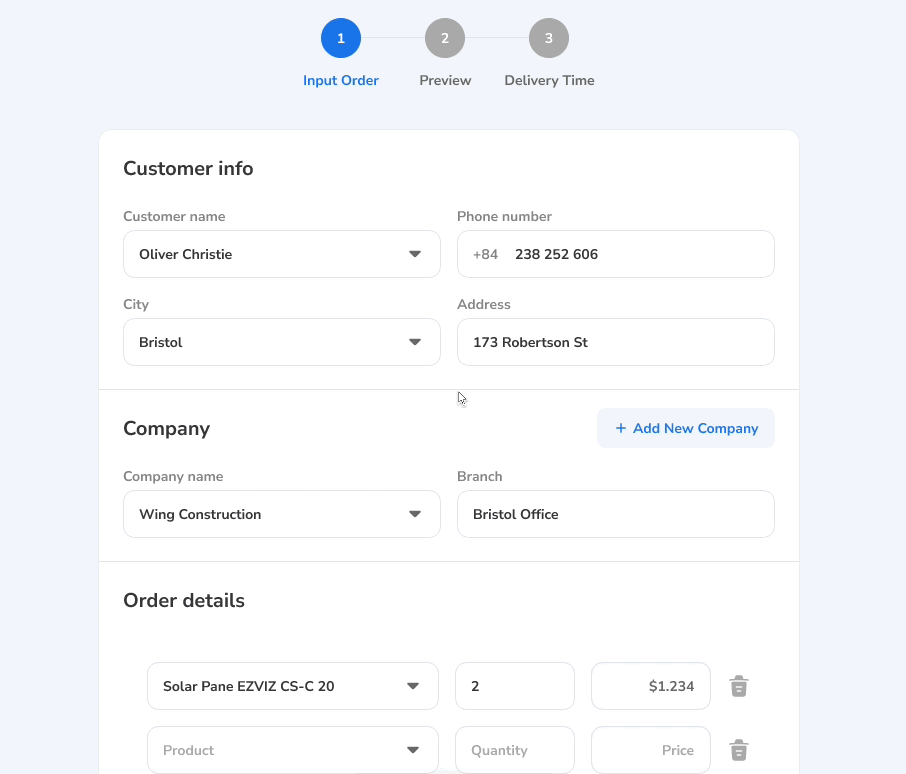 1 2 3
Input Order Preview Delivery Time
Customer info
Customer name Phone number
Oliver Christie +84 238 252 606
City Address
Bristol 173 Robertson St
Company + Add New Company
Company name Branch
Wing Construction Bristol Office
Order details
Solar Pane EZVIZ CS-C 20 2 $1.234
Product Quantity Price